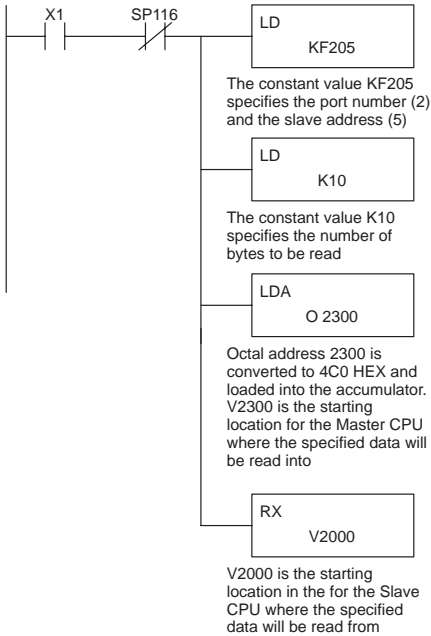 X1
SP116
LD
KF205
The constant value KF205
specifies the port number (2)
and the slave address (5)
LD
K10
The constant value K10
specifies the number of
bytes to be read
LDA
O 2300
Octal address 2300 is
converted to 4C0 HEX and
loaded into the accumulator.
V2300 is the starting
location for the Master CPU
where the specified data will
be read into
RX
V2000
V2000 is the starting
location in the for the Slave
CPU where the specified
data will be read from